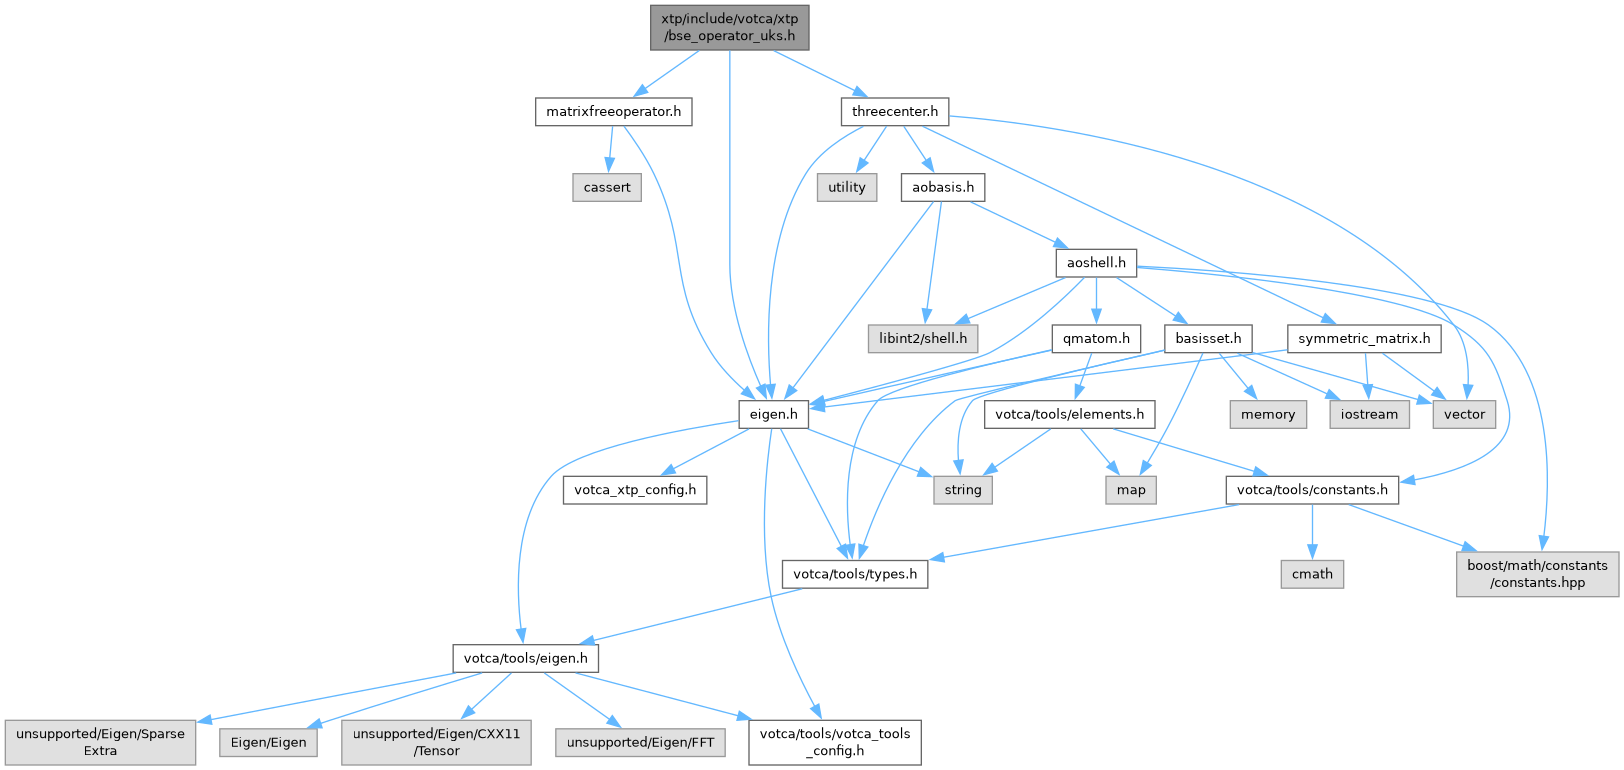 xtp/include/votca/xtp
/bse_operator_uks.h
matrixfreeoperator.h
threecenter.h
cassert
utility
aobasis.h
aoshell.h
libint2/shell.h
qmatom.h
basisset.h
symmetric_matrix.h
eigen.h
votca/tools/elements.h
memory
iostream
vector
votca_xtp_config.h
string
map
votca/tools/constants.h
votca/tools/types.h
cmath
boost/math/constants
/constants.hpp
votca/tools/eigen.h
unsupported/Eigen/Sparse
Extra
Eigen/Eigen
unsupported/Eigen/CXX11
/Tensor
unsupported/Eigen/FFT
votca/tools/votca_tools
_config.h